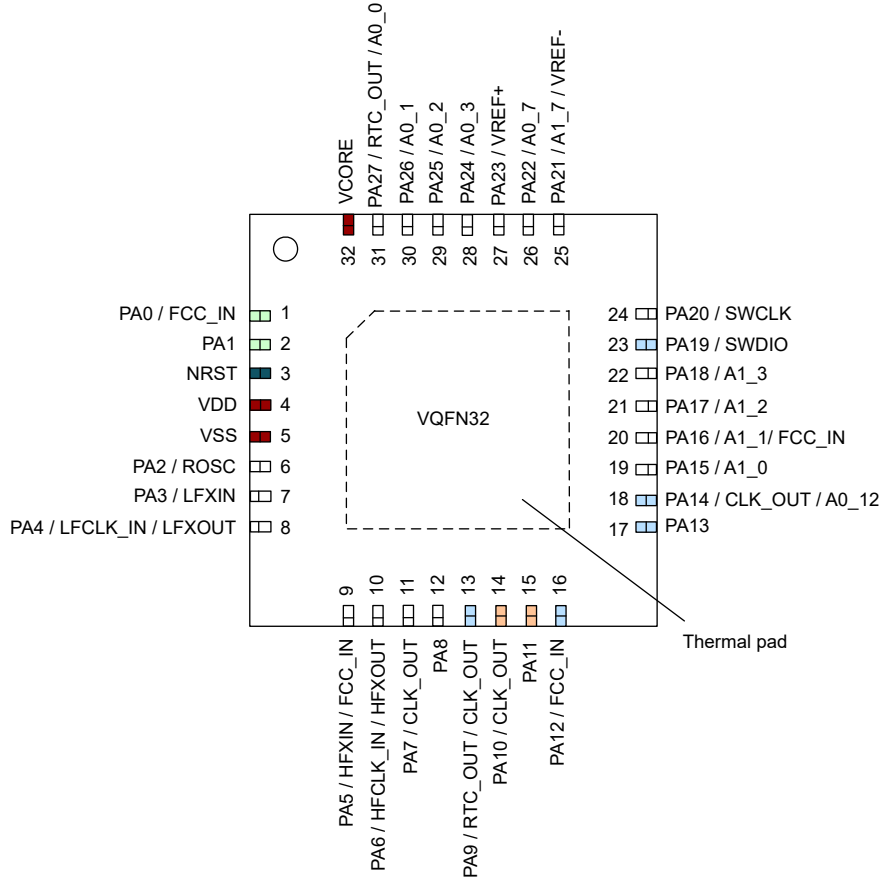 VCORE
PA27 / RTC_OUT / A0_0
PA26 / A0_1
PA25 / A0_2
PA24 / A0_3
PA23 / VREF+
PA22 / A0_7
PA21 / A1_7 / VREF-
32
31
30
29
28
27
26
25
PA0 / FCC_IN
1
PA1
2
NRST
3
VDD
4
VSS
5
PA2 / ROSC
6
PA3 / LFXIN
7
PA4 / LFCLK_IN / LFXOUT
8
VQFN32
24
PA20 / SWCLK
23
PA19 / SWDIO
22
PA18 / A1_3
21
PA17 / A1_2
20
PA16 / A1_1/ FCC_IN
19
PA15 / A1_0
18
PA14 / CLK_OUT / A0_12
17
PA13
9
10
11
12
13
14
15
16
PA5 / HFXIN / FCC_IN
PA6 / HFCLK_IN / HFXOUT
PA7 / CLK_OUT
PA8
PA9 / RTC_OUT / CLK_OUT
PA10 / CLK_OUT
PA11
PA12 / FCC_IN
Thermal pad